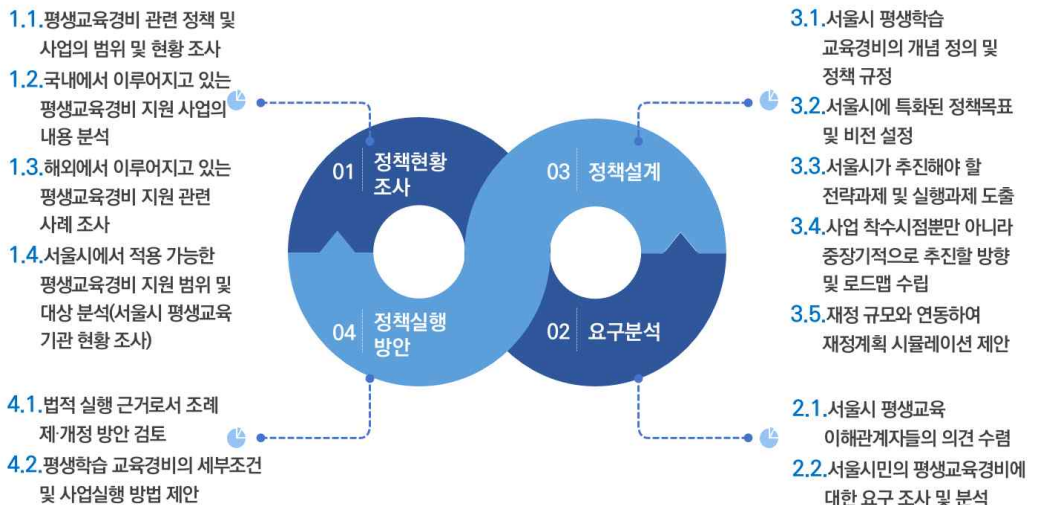 1.1.평생교육경비 관련 정책 및
사업의 범위 및 현황 조사
1.2.국내에서 이루어지고 있는
평생교육경비 지원 사업의
내용 분석
1.3.해외에서 이루어지고 있는
평생교육경비 지원 관련
사례 조사
1.4.서울시에서 적용 가능한
평생교육경비 지원 범위 및
대상 분석(서울시 평생교육
기관 현황 조사)
01 정책현황
조사
03 정책설계
04 정책실행
방안
02 요구분석
3.1.서울시 평생학습
교육경비의 개념 정의 및
정책 규정
3.2.서울시에 특화된 정책목표
및 비전 설정
3.3.서울시가 추진해야 할
전략과제 및 실행과제 도출
3.4.사업 착수시점뿐만 아니라
중장기적으로 추진할 방향
및 로드맵 수립
3.5.재정 규모와 연동하여
재정계획 시뮬레이션 제안
4.1.법적 실행 근거로서 조례
제·개정 방안 검토
4.2.평생학습 교육경비의 세부조건
및 사업실행 방법 제안
2.1.서울시 평생교육
이해관계자들의 의견 수렴
2.2.서울시민의 평생교육경비에
대한 요구 조사 및 분석